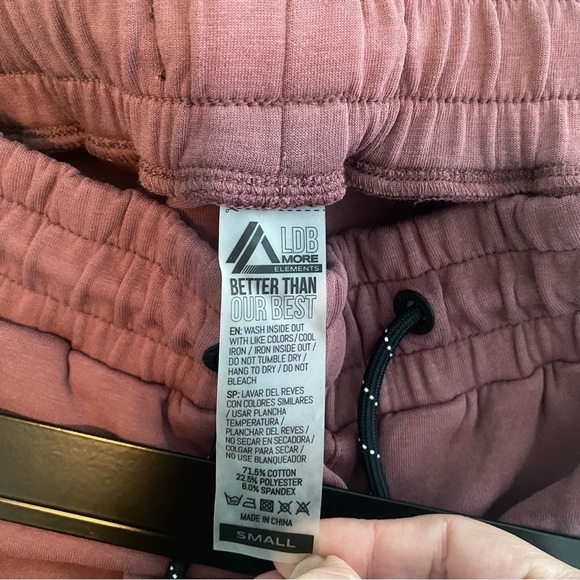 LDB
MORE
ELEMENTS
BETTER THAN
OUR BEST
EN: WASH INSIDE OUT
WITH LIKE COLORS/COOL
IRON / IRON INSIDE OUT /
DO NOT TUMBLE DRY /
HANG TO DRY / DO NOT
BLEACH
SP: LAVAR DEL REVES
CON COLORES SIMILARES
/ USAR PLANCHA
TEMPERATURA /
PLANCHAR DEL REVES /
NO SECAR EN SECADORA /
COLGAR PARA SECAR /
NO USE BLANQUEADOR
71.5% COTTON
22.5% POLYESTER
6.0% SPANDEX
MADE IN CHINA
SMALL